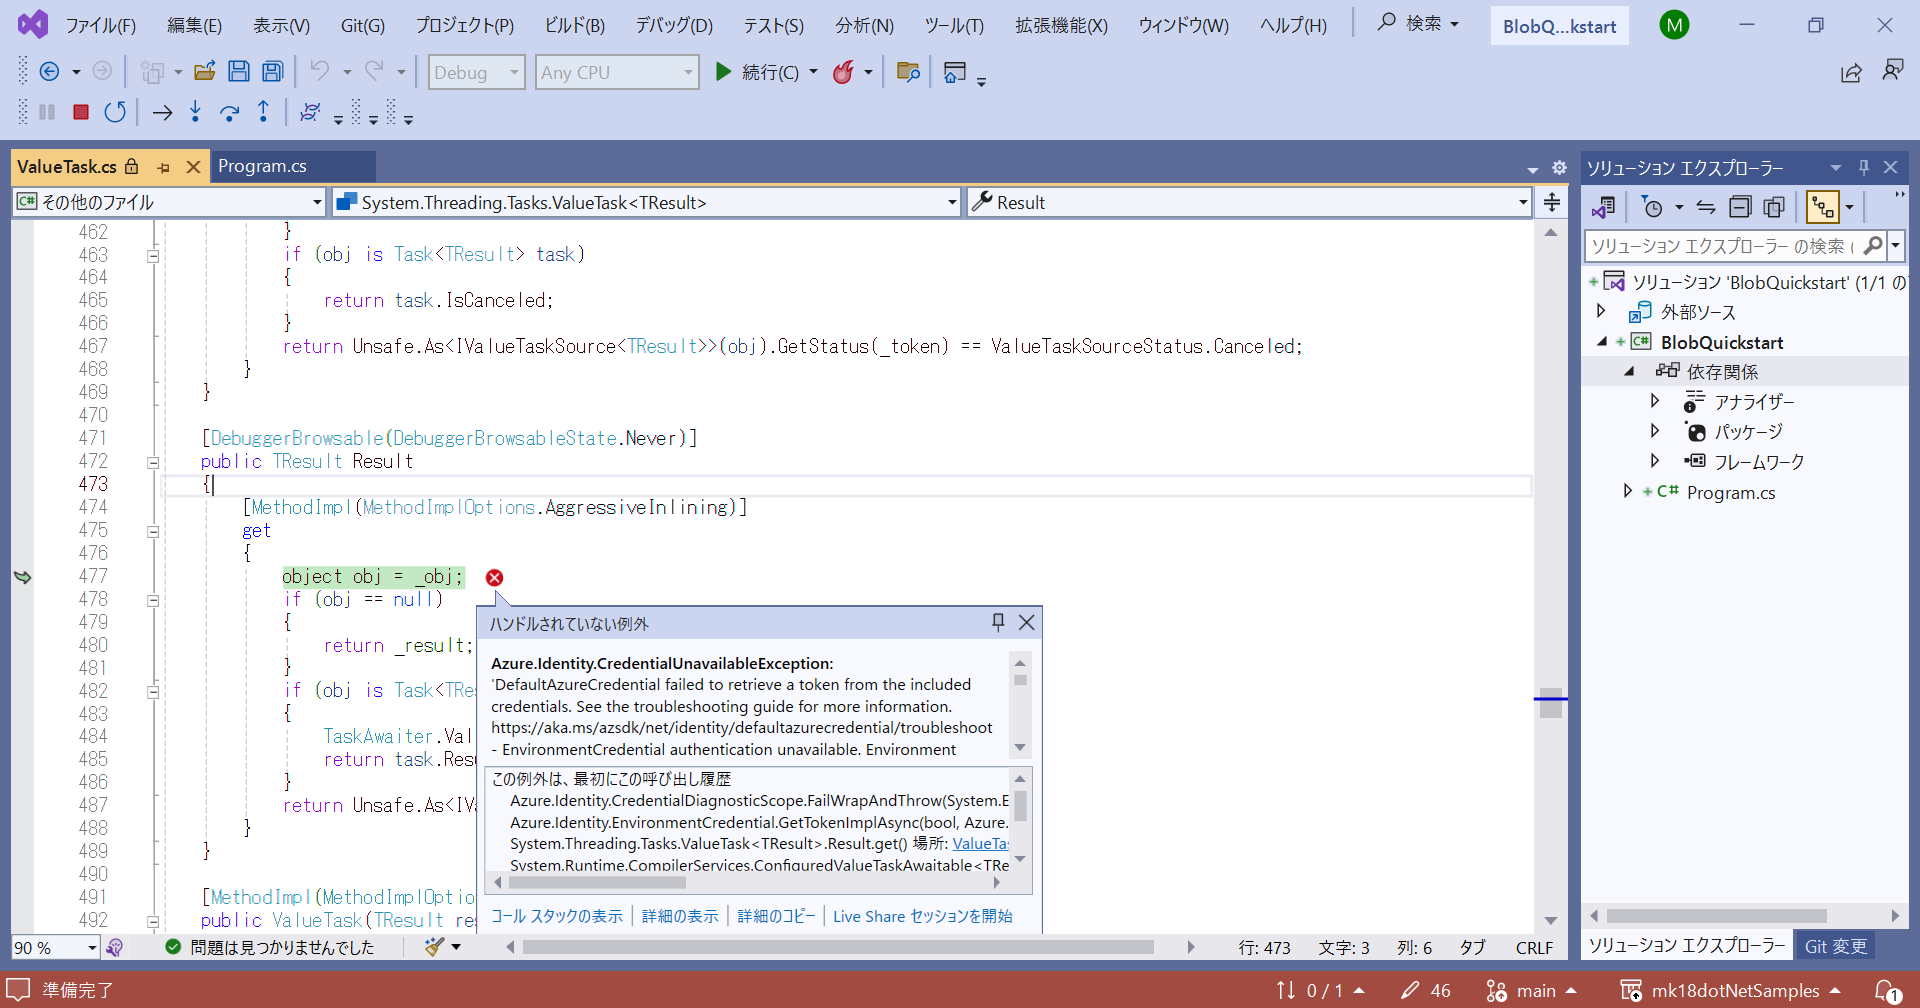 ファイル(F) 編集(E) 表示(V) Git(G) プロジェクト(P) ビルド(B) デバッグ(D) テスト(S) 分析(N) ツール(T) 拡張機能(X) ウィンドウ(W) ヘルプ(H) 検索 BlobQ...kstart M
Debug Any CPU 続行(C)
ValueTask.cs Program.cs
C# その他のファイル System.Threading.Tasks.ValueTask<TResult> Result
462 }
463 if (obj is Task<TResult> task)
464 {
465 return task.IsCanceled;
466 }
467 return Unsafe.As<IValueTaskSource<TResult>>(obj).GetStatus(_token) == ValueTaskSourceStatus.Canceled;
468 }
469 }
470
471 [DebuggerBrowsable(DebuggerBrowsableState.Never)]
472 public TResult Result
473 {
474 [MethodImpl(MethodImplOptions.AggressiveInlining)]
475 get
476 {
477 object obj = _obj;
478 if (obj == null)
479 {
480 return _result;
481 }
482 if (obj is Task<TRes
483 {
484 TaskAwaiter.Val
485 return task.Resu
486 }
487 return Unsafe.As<IVa
488 }
489 }
490
491 [MethodImpl(MethodImplOptio
492 public ValueTask(TResult res
ハンドルされていない例外
Azure.Identity.CredentialUnavailableException:
'DefaultAzureCredential failed to retrieve a token from the included
credentials. See the troubleshooting guide for more information.
https://aka.ms/azsdk/net/identity/defaultazurecredential/troubleshoot
- EnvironmentCredential authentication unavailable. Environment
この例外は、最初にこの呼び出し履歴
Azure.Identity.CredentialDiagnosticScope.FailWrapAndThrow(System.E
Azure.Identity.EnvironmentCredential.GetTokenImplAsync(bool, Azure.
System.Threading.Tasks.ValueTask<TResult>.Result.get() 場所: ValueTas
System.Runtime.CompilerServices.ConfiguredValueTaskAwaitable<TRe
コール スタックの表示 詳細の表示 詳細のコピー Live Share セッションを開始
90 % 問題は見つかりませんでした 行: 473 文字: 3 列: 6 タブ CRLF
ソリューション エクスプローラー
ソリューション エクスプローラー の検索 (
ソリューション 'BlobQuickstart' (1/1 の
外部ソース
C# BlobQuickstart
依存関係
アナライザー
パッケージ
フレームワーク
C# Program.cs
ソリューション エクスプローラー Git 変更
準備完了 0 / 1 46 main mk18dotNetSamples 1